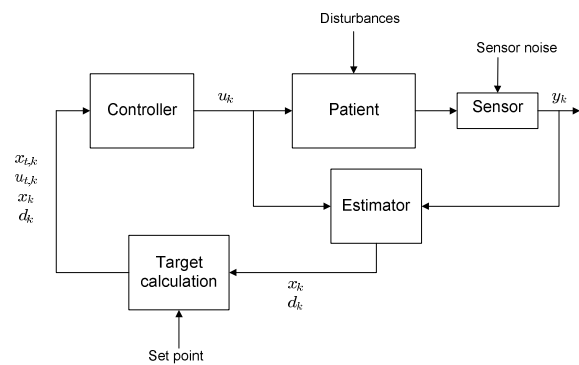 Disturbances
Sensor noise
Controller
u_k
Patient
Sensor
y_k
x_{t,k}
u_{t,k}
x_k
d_k
Estimator
Target
calculation
x_k
d_k
Set point